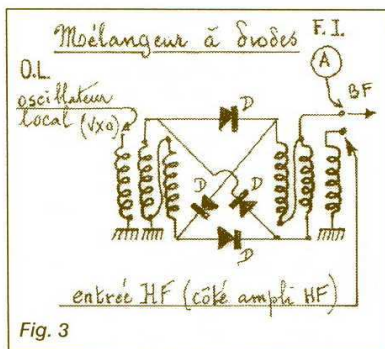 Mélangeur à diodes
F. I.
A
BF
O.L.
oscillateur
local (VXO)
D
D
D
D
entrée HF (côté ampli HF)
Fig. 3